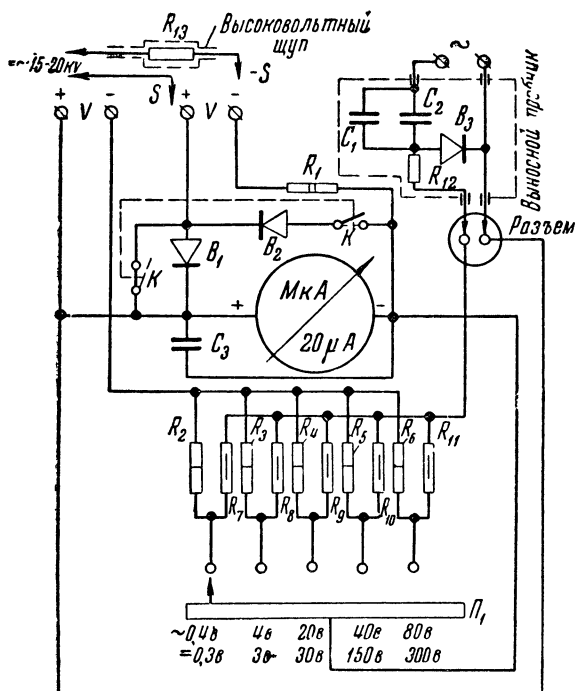 R13
Высоковольтный
щуп
=~15-20кv
-S
S
+ V -
+ V -
~
C1
C2
B3
R12
Выносной пробник
Разъем
R1
B2
K
K
B1
+
МкА
-
20μA
C3
R2
R3
R4
R5
R6
R11
R7
R8
R9
R10
П1
~0,4в 4в 20в 40в 80в
=0,3в 3в 30в 150в 300в